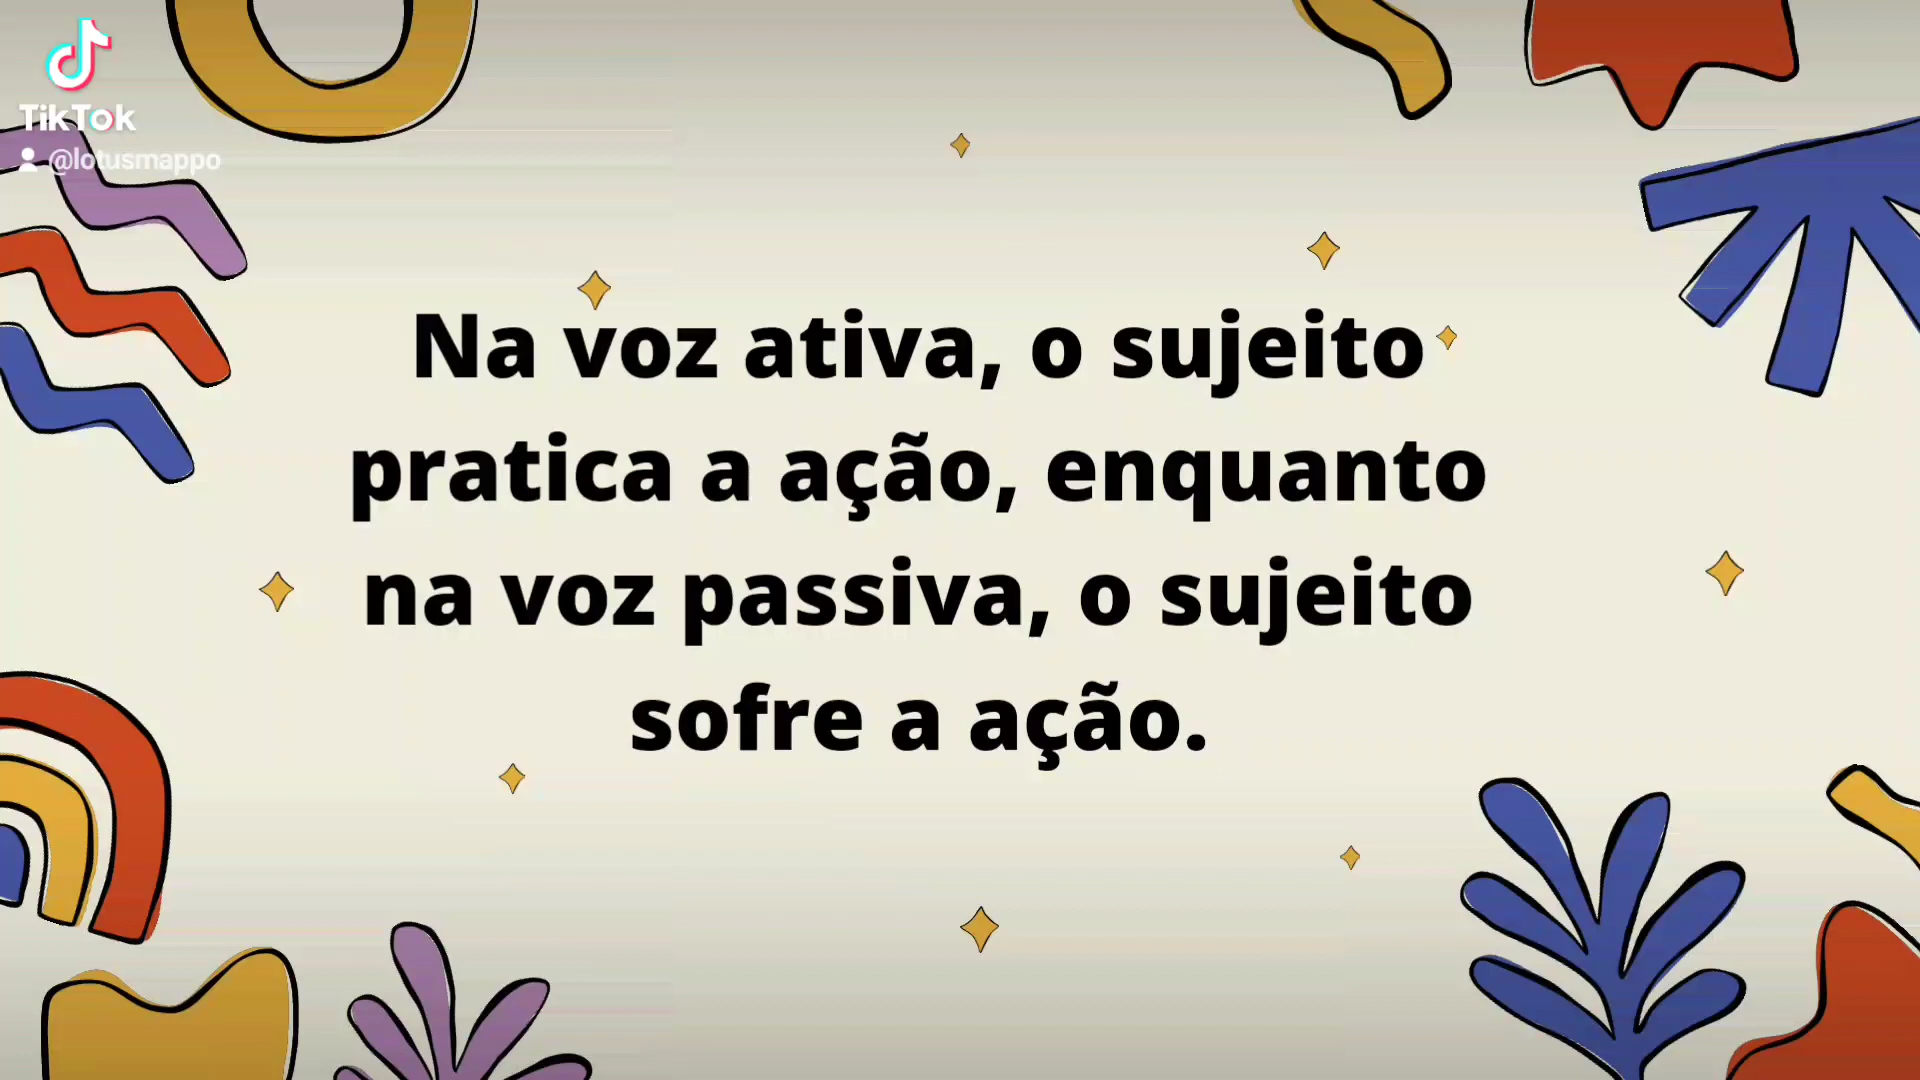 TikTok
@lotusmappo
Na voz ativa, o sujeito
pratica a ação, enquanto
na voz passiva, o sujeito
sofre a ação.